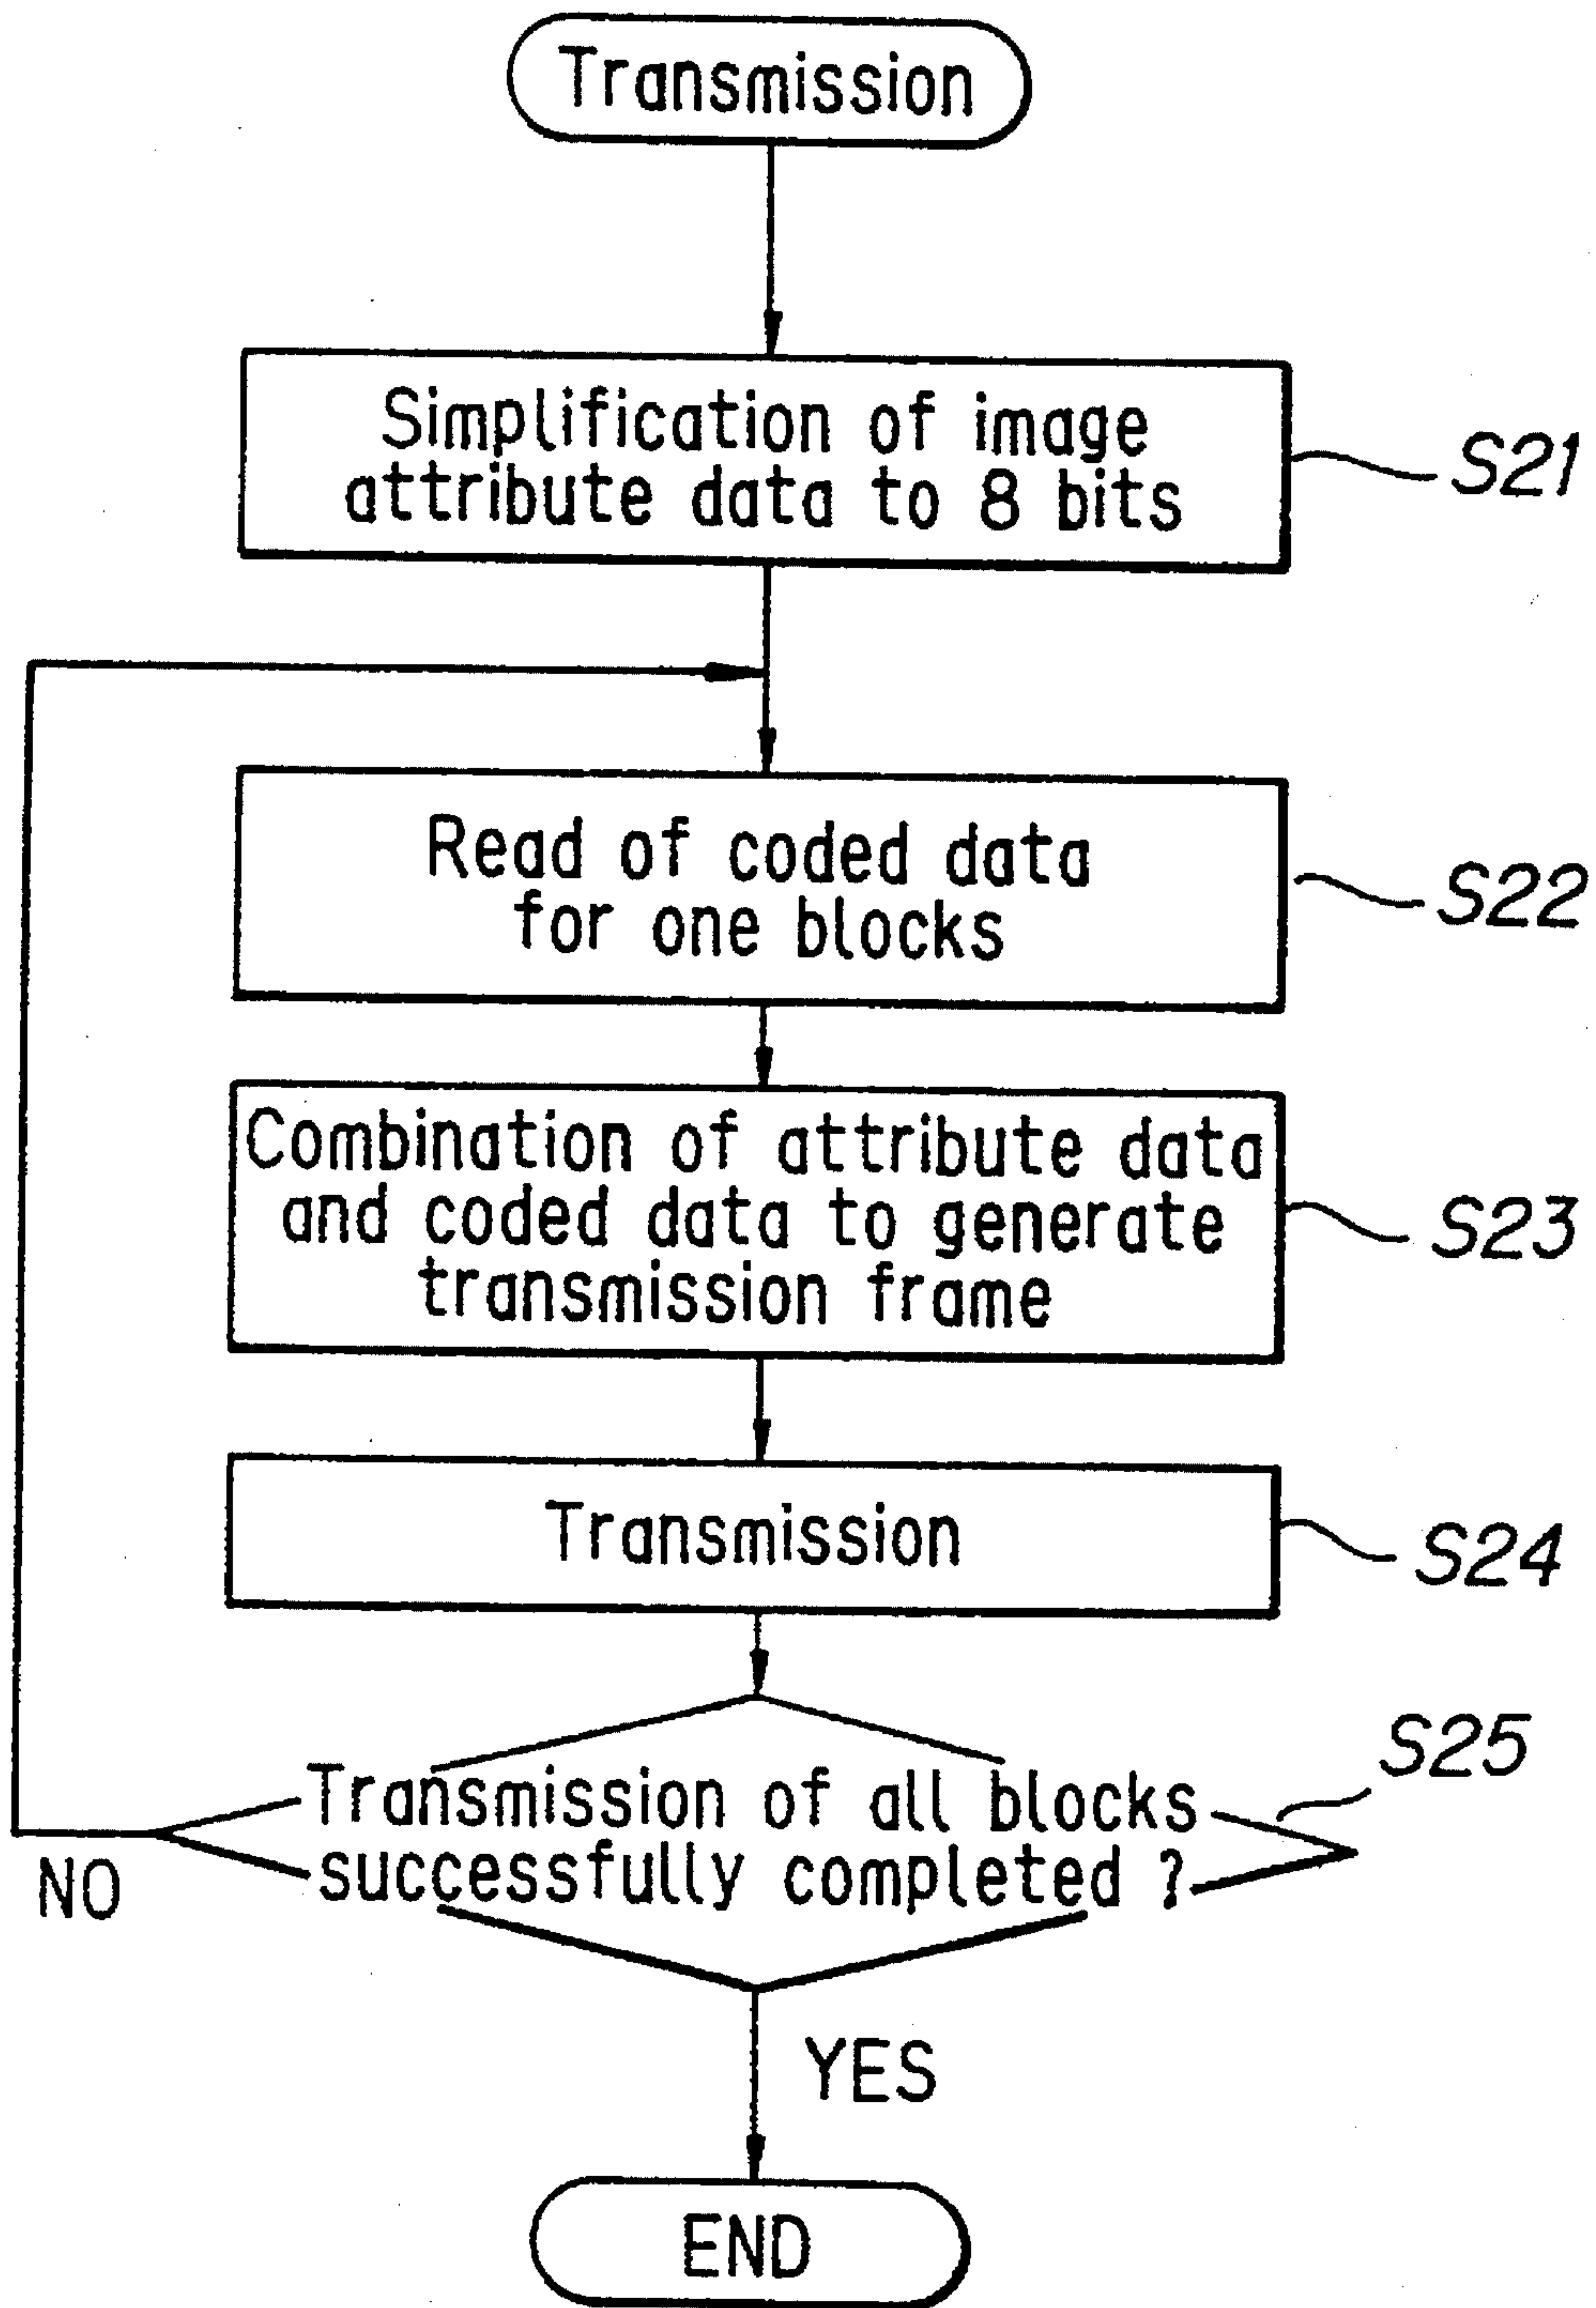 Transmission
Simplification of image
attribute data to 8 bits
S21
Read of coded data
for one blocks
S22
Combination of attribute data
and coded data to generate
transmission frame
S23
Transmission
S24
Transmission of all blocks
successfully completed ?
S25
NO
YES
END